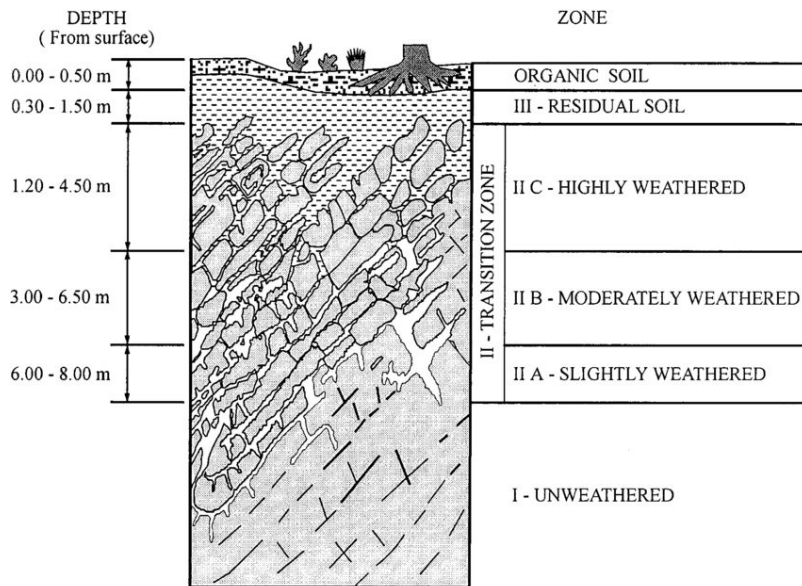 DEPTH
( From surface)
ZONE
0.00 - 0.50 m
ORGANIC SOIL
0.30 - 1.50 m
III - RESIDUAL SOIL
1.20 - 4.50 m
II C - HIGHLY WEATHERED
3.00 - 6.50 m
II B - MODERATELY WEATHERED
6.00 - 8.00 m
II A - SLIGHTLY WEATHERED
II - TRANSITION ZONE
I - UNWEATHERED